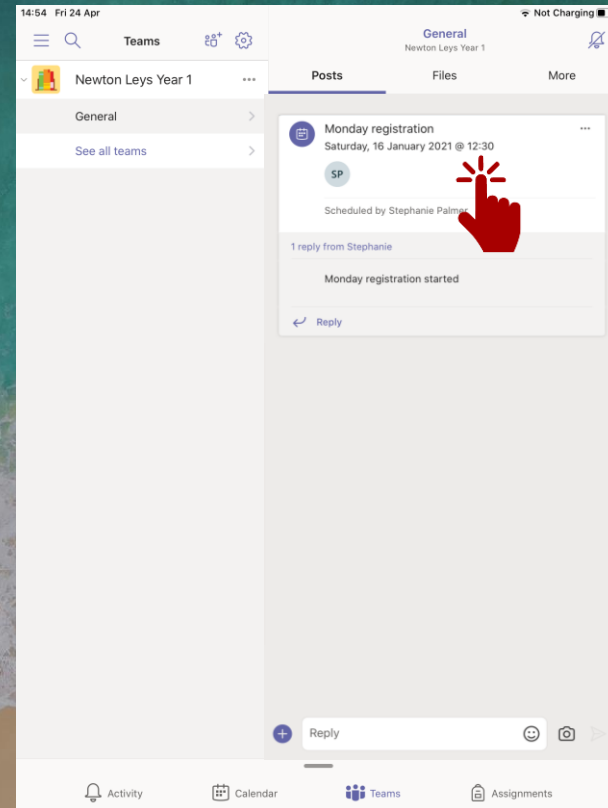 14:54 Fri 24 Apr
Not Charging
Teams
General
Newton Leys Year 1
Newton Leys Year 1
Posts
Files
More
General
See all teams
Monday registration
Saturday, 16 January 2021 @ 12:30
SP
Scheduled by Stephanie Palmer
1 reply from Stephanie
Monday registration started
Reply
Reply
Activity
Calendar
Teams
Assignments